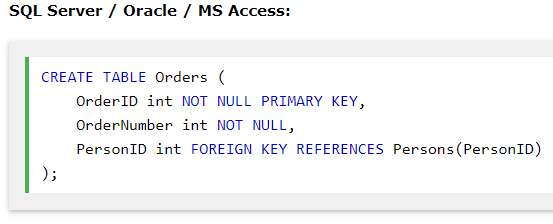 SQL Server / Oracle / MS Access:
CREATE TABLE Orders (
    OrderID int NOT NULL PRIMARY KEY,
    OrderNumber int NOT NULL,
    PersonID int FOREIGN KEY REFERENCES Persons(PersonID)
);